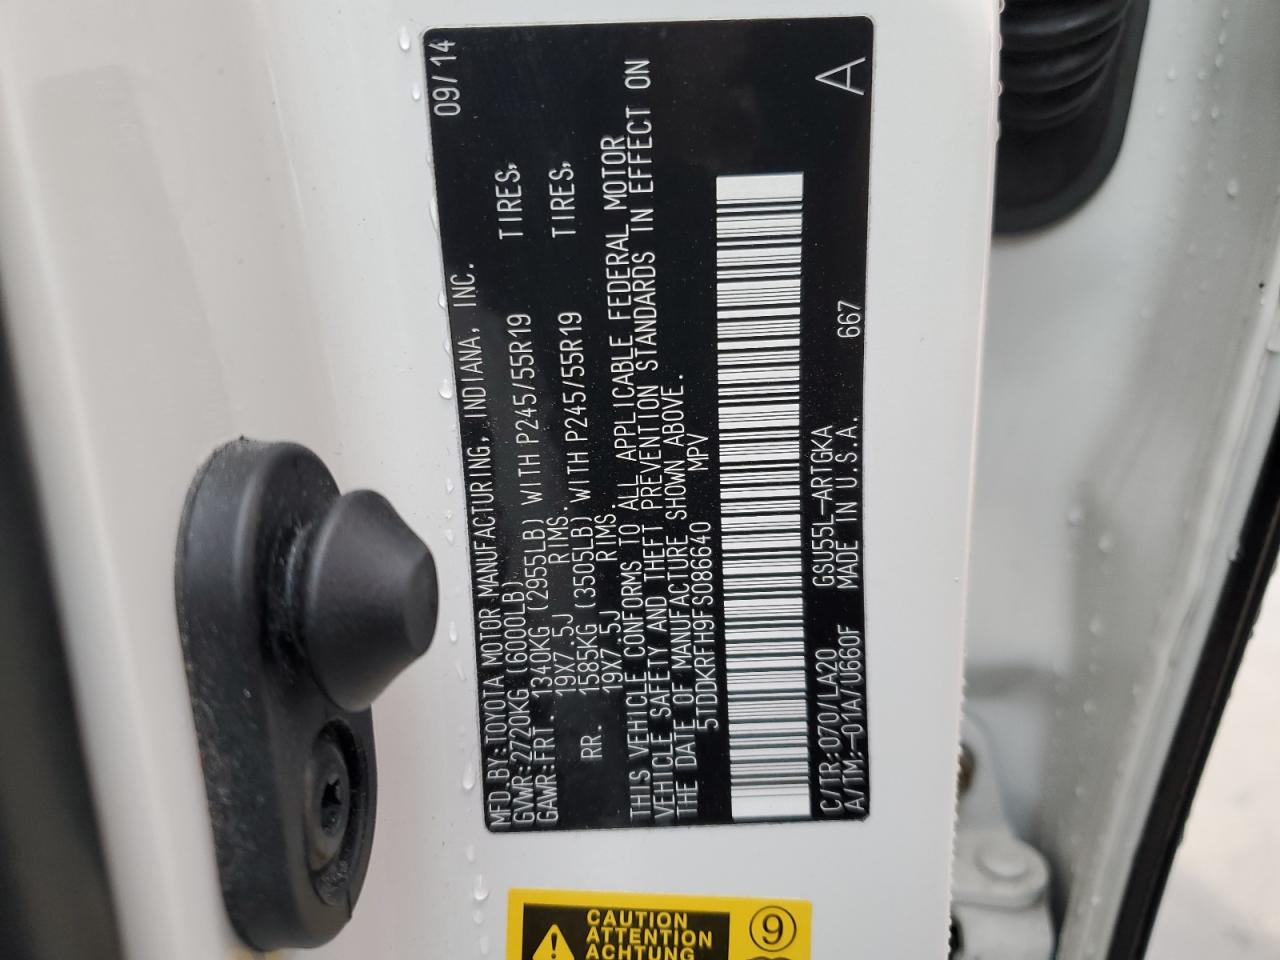 MFD.BY:TOYOTA MOTOR MANUFACTURING, INDIANA, INC. 09/14
GVWR:2720KG (6000LB)
GAWR:FRT. 1340KG (2955LB) WITH P245/55R19 TIRES,
19X7.5J RIMS.
RR. 1585KG (3505LB) WITH P245/55R19 TIRES,
19X7.5J RIMS.
THIS VEHICLE CONFORMS TO ALL APPLICABLE FEDERAL MOTOR
VEHICLE SAFETY AND THEFT PREVENTION STANDARDS IN EFFECT ON
THE DATE OF MANUFACTURE SHOWN ABOVE.
5TDDKRFH9FS086640 MPV
C/TR:070/LA20 GSU55L-ARTGKA
A/TM:-01A/U660F MADE IN U.S.A. 667 A
CAUTION
ATTENTION
ACHTUNG
9